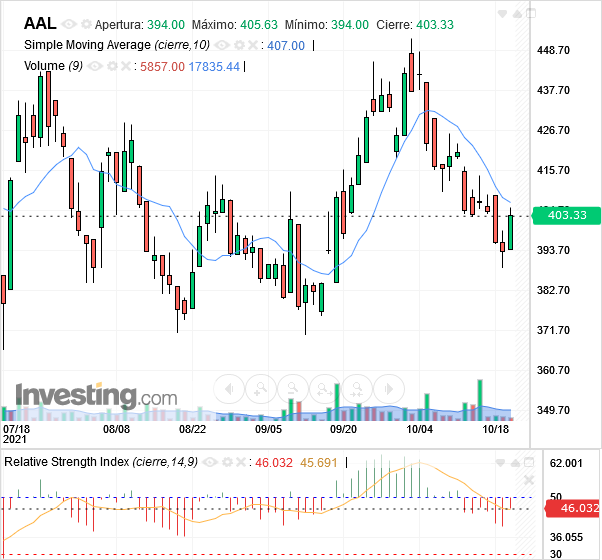 AAL Apertura: 394.00 Máximo: 405.63 Mínimo: 394.00 Cierre: 403.33
Simple Moving Average (cierre,10) : 407.00
Volume (9) : 5857.00 17835.44
448.70
437.70
426.70
415.70
403.33
393.70
382.70
371.70
360.70
349.70
Investing.com
07/18 08/08 08/22 09/05 09/20 10/04 10/18
2021
Relative Strength Index (cierre,14,9) : 46.032 45.691
62.001
50
46.032
36.055
30